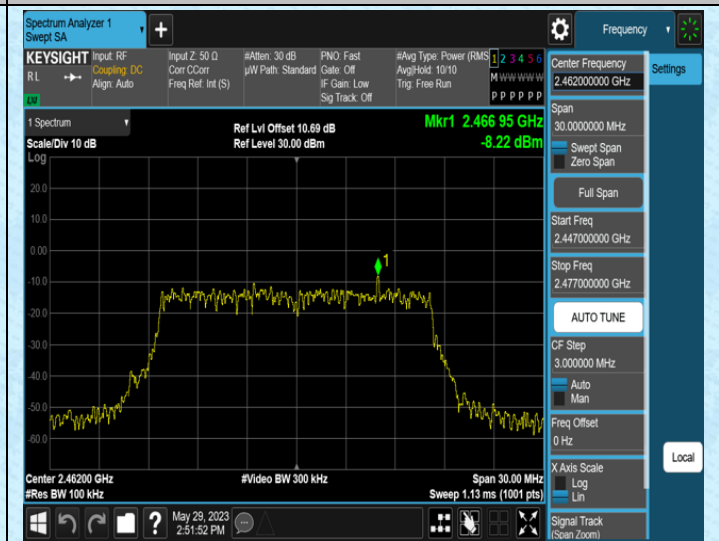 Spectrum Analyzer 1
Swept SA
Frequency
KEYSIGHT
R L
LXI
Input: RF
Coupling: DC
Align: Auto
Input Z: 50 Ω
Corr CCorr
Freq Ref: Int (S)
#Atten: 30 dB
µW Path: Standard
PNO: Fast
Gate: Off
IF Gain: Low
Sig Track: Off
#Avg Type: Power (RMS
Avg|Hold: 10/10
Trig: Free Run
1 2 3 4 5 6
M W W W W W
P P P P P P
1 Spectrum
Scale/Div 10 dB
Log
Ref Lvl Offset 10.69 dB
Ref Level 30.00 dBm
Mkr1 2.466 95 GHz
-8.22 dBm
20.0
10.0
0.00
-10.0
-20.0
-30.0
-40.0
-50.0
-60.0
1
Center 2.46200 GHz
#Res BW 100 kHz
#Video BW 300 kHz
Span 30.00 MHz
Sweep 1.13 ms (1001 pts)
May 29, 2023
2:51:52 PM
Center Frequency
2.462000000 GHz
Span
30.0000000 MHz
Swept Span
Zero Span
Full Span
Start Freq
2.447000000 GHz
Stop Freq
2.477000000 GHz
AUTO TUNE
CF Step
3.000000 MHz
Auto
Man
Freq Offset
0 Hz
X Axis Scale
Log
Lin
Signal Track
(Span Zoom)
Settings
Local